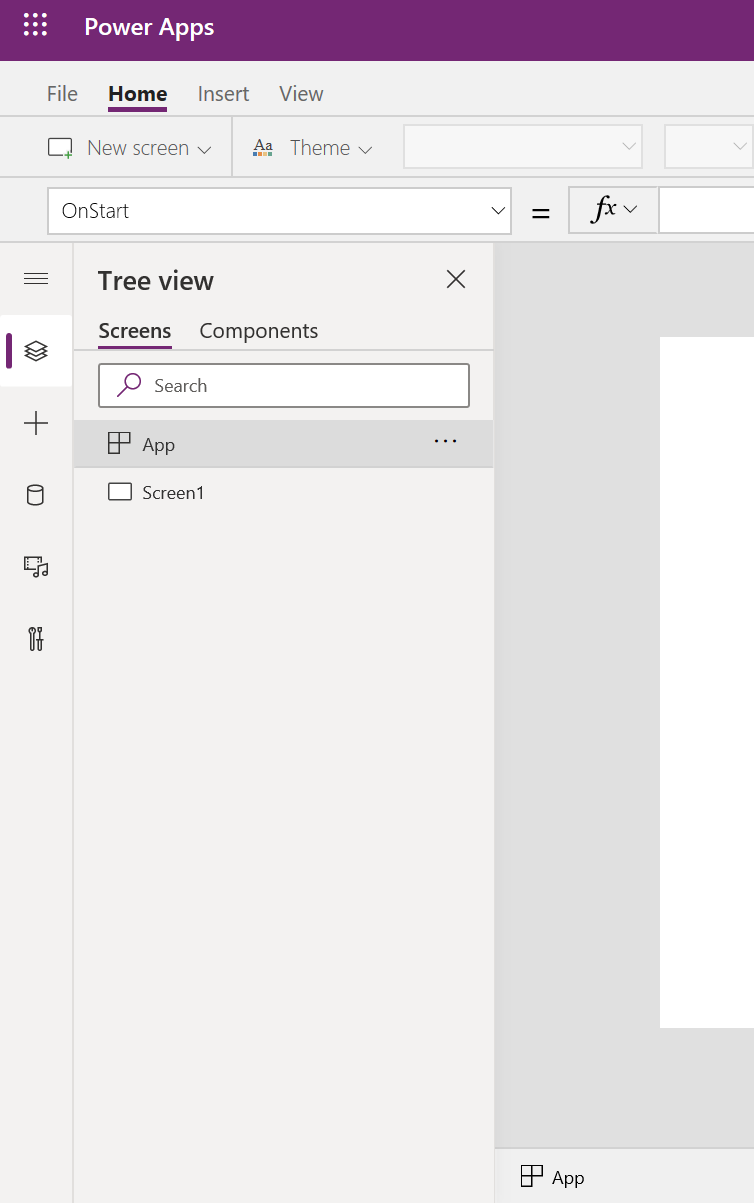 Power Apps
File Home Insert View
New screen Aa Theme
OnStart = fx
Tree view
Screens Components
Search
App ...
Screen1
App